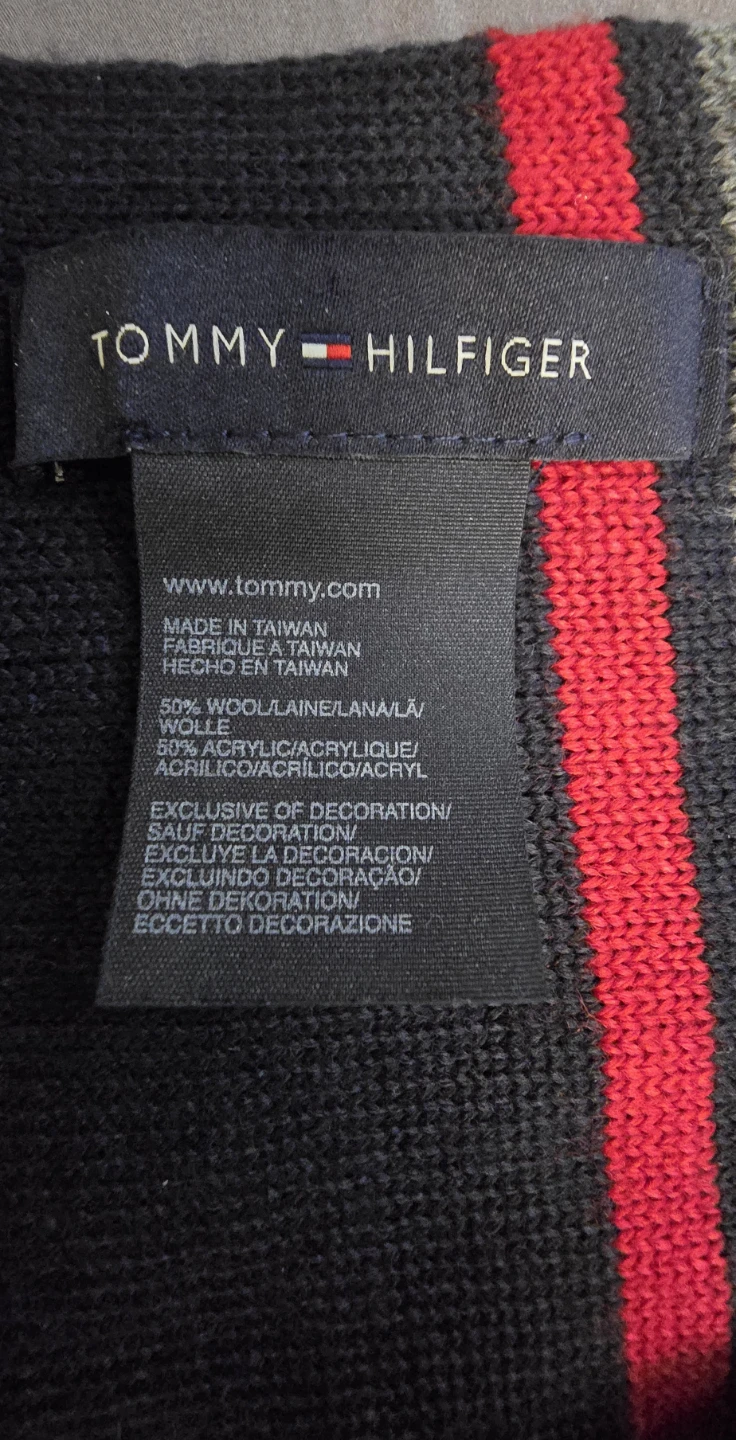 TOMMY HILFIGER
www.tommy.com
MADE IN TAIWAN
FABRIQUE A TAIWAN
HECHO EN TAIWAN
50% WOOL/LAINE/LANA/LÃ/
WOLLE
50% ACRYLIC/ACRYLIQUE/
ACRILICO/ACRÍLICO/ACRYL
EXCLUSIVE OF DECORATION/
SAUF DECORATION/
EXCLUYE LA DECORACION/
EXCLUINDO DECORAÇÃO/
OHNE DEKORATION/
ECCETTO DECORAZIONE